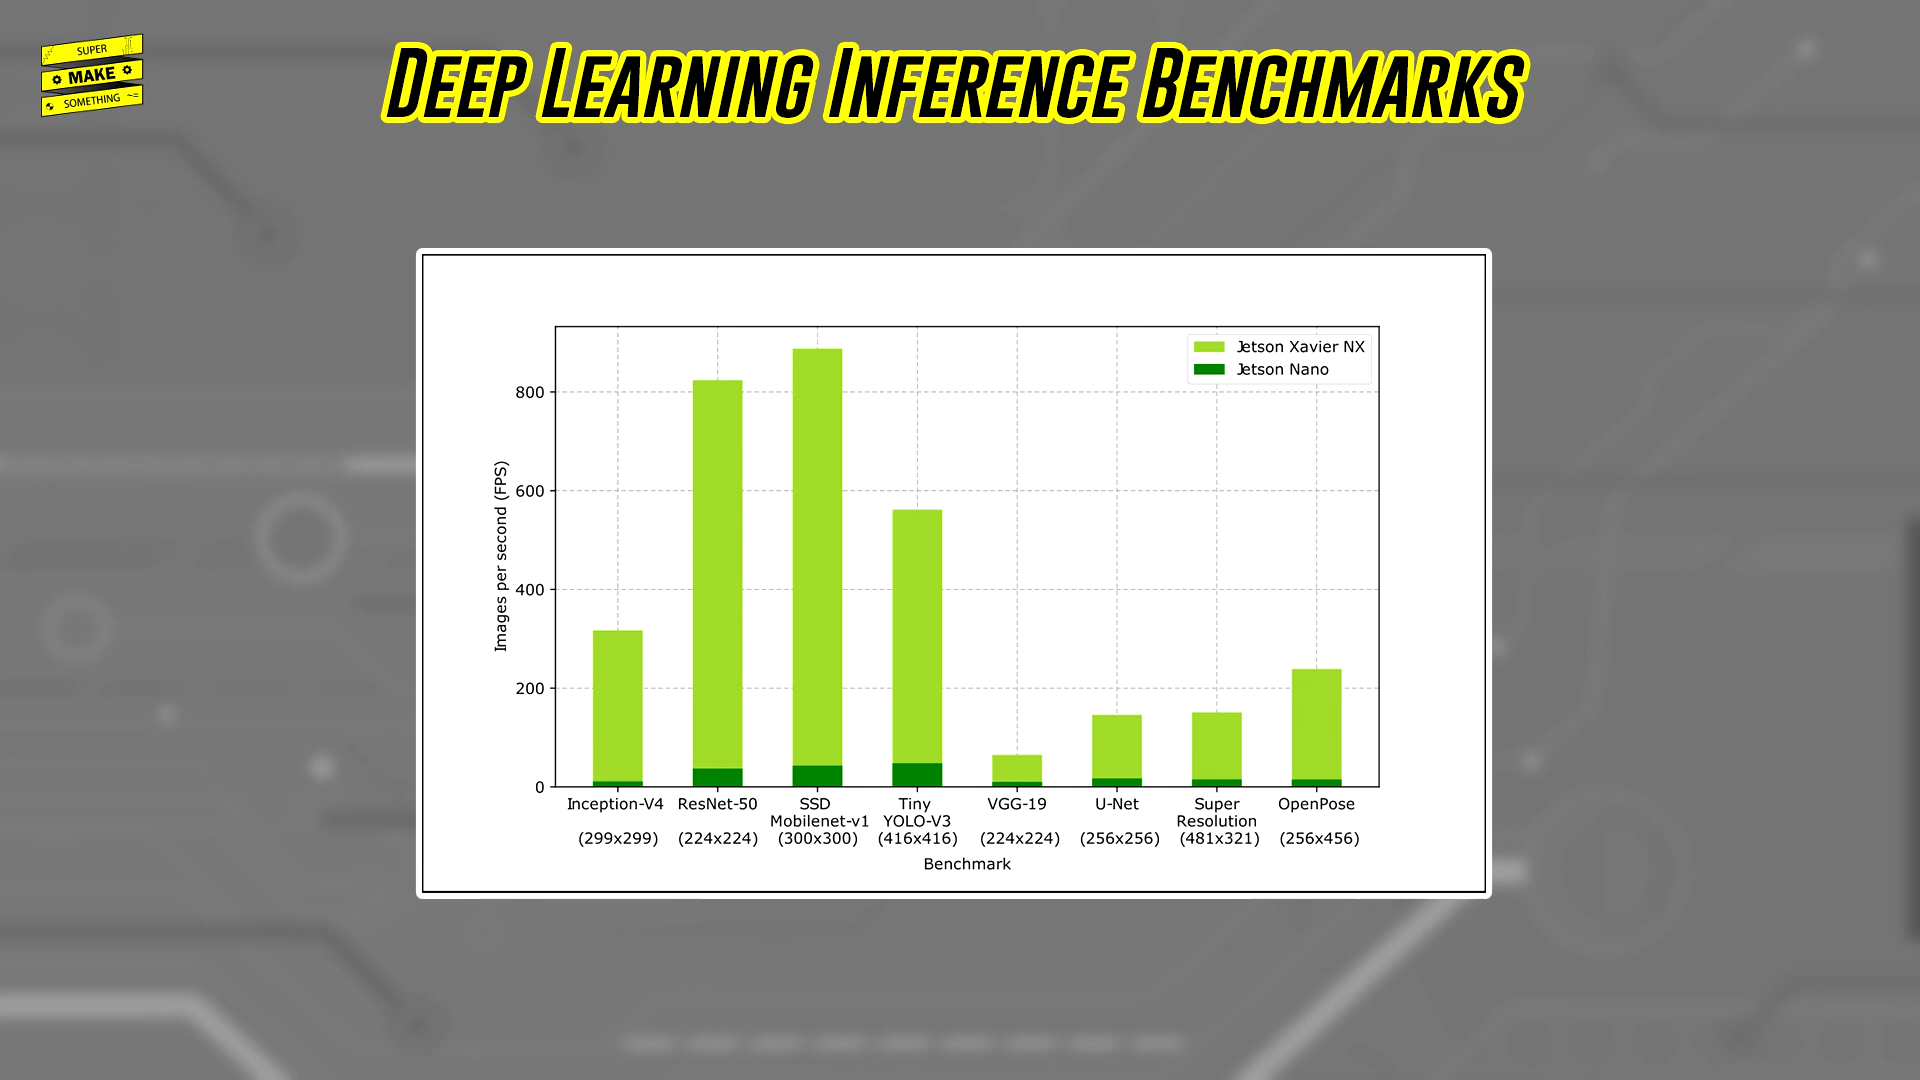 SUPER
MAKE
SOMETHING
DEEP LEARNING INFERENCE BENCHMARKS
Jetson Xavier NX
Jetson Nano
Images per second (FPS)
800
600
400
200
0
Inception-V4 ResNet-50 SSD Tiny VGG-19 U-Net Super OpenPose
Mobilenet-v1 YOLO-V3 Resolution
(299x299) (224x224) (300x300) (416x416) (224x224) (256x256) (481x321) (256x456)
Benchmark